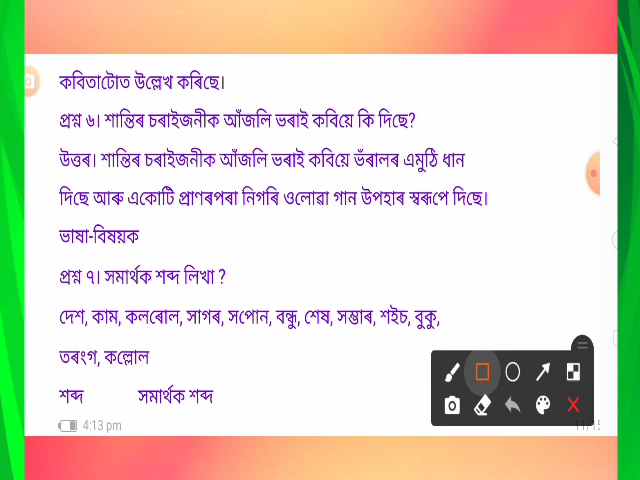 কবিতাটোত উল্লেখ কৰিছে।
প্ৰশ্ন ৬। শান্তিৰ চৰাইজনীক আঁজলি ভৰাই কবিয়ে কি দিছে?
উত্তৰ। শান্তিৰ চৰাইজনীক আঁজলি ভৰাই কবিয়ে ভঁৰালৰ এমুঠি ধান
দিছে আৰু একোটি প্ৰাণৰপৰা নিগৰি ওলোৱা গান উপহাৰ স্বৰূপে দিছে।
ভাষা-বিষয়ক
প্ৰশ্ন ৭। সমাৰ্থক শব্দ লিখা ?
দেশ, কাম, কলৰোল, সাগৰ, সপোন, বন্ধু, শেষ, সম্ভাৰ, শইচ, বুকু,
তৰংগ, কল্লোল
শব্দ সমাৰ্থক শব্দ
4:13 pm